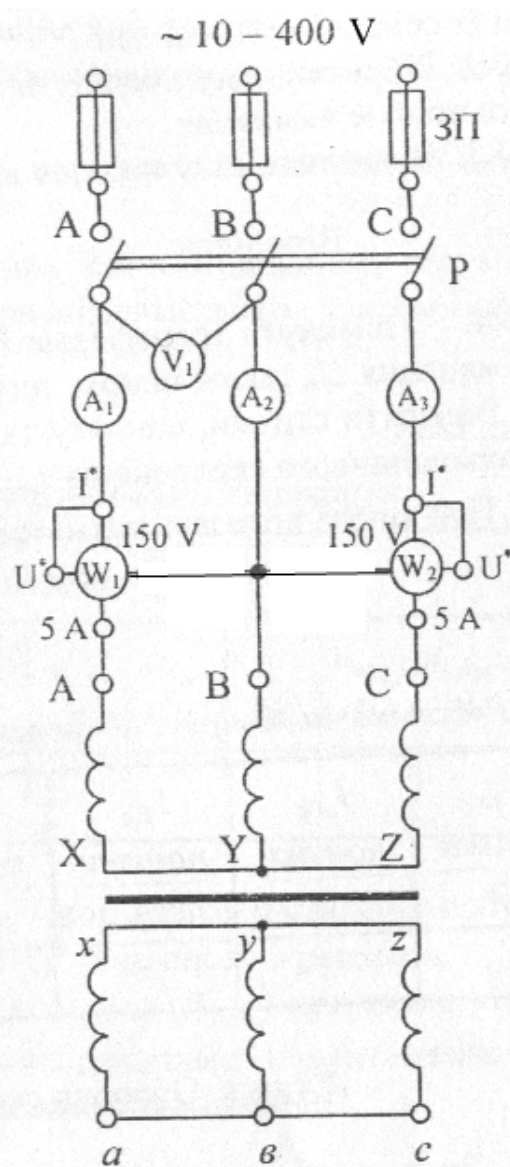 ~ 10 - 400 V
ЗП
A B C
P
V₁
A₁ A₂ A₃
I* I*
150 V 150 V
U* W₁ W₂ U*
5 A 5 A
A B C
X Y Z
x y z
a в c